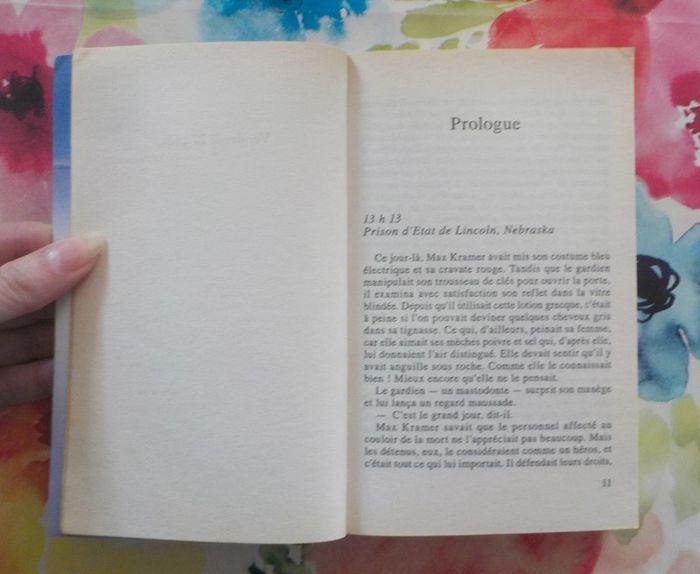 Prologue
13 h 13
Prison d'Etat de Lincoln, Nebraska
Ce jour-là, Max Kramer avait mis son costume bleu
électrique et sa cravate rouge. Tandis que le gardien
manipulait son trousseau de clés pour ouvrir la porte,
il examina avec satisfaction son reflet dans la vitre
blindée. Depuis qu'il utilisait cette lotion grecque, c'était
à peine si l'on pouvait deviner quelques cheveux gris
dans sa tignasse. Ce qui, d'ailleurs, peinait sa femme,
car elle aimait ses mèches poivre et sel qui, d'après elle,
lui donnaient l'air distingué. Elle devait sentir qu'il y
avait anguille sous roche. Comme elle le connaissait
bien ! Mieux encore qu'elle ne le pensait.
Le gardien — un mastodonte — surprit son manège
et lui lança un regard maussade.
— C'est le grand jour, dit-il.
Max Kramer savait que le personnel affecté au
couloir de la mort ne l'appréciait pas beaucoup. Mais
les détenus, eux, le considéraient comme un héros, et
c'était tout ce qui lui importait. Il défendait leurs droits,
11